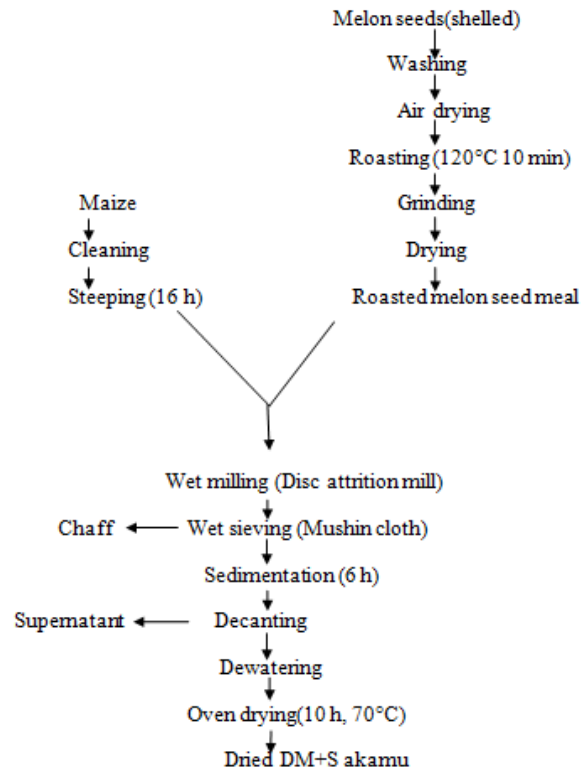 Melon seeds(shelled)
Washing
Air drying
Roasting (120°C 10 min)
Maize
Grinding
Cleaning
Drying
Steeping (16 h)
Roasted melon seed meal
Wet milling (Disc attrition mill)
Chaff
Wet sieving (Mushin cloth)
Sedimentation (6 h)
Supernatant
Decanting
Dewatering
Oven drying(10 h, 70°C)
Dried DM+S akamu